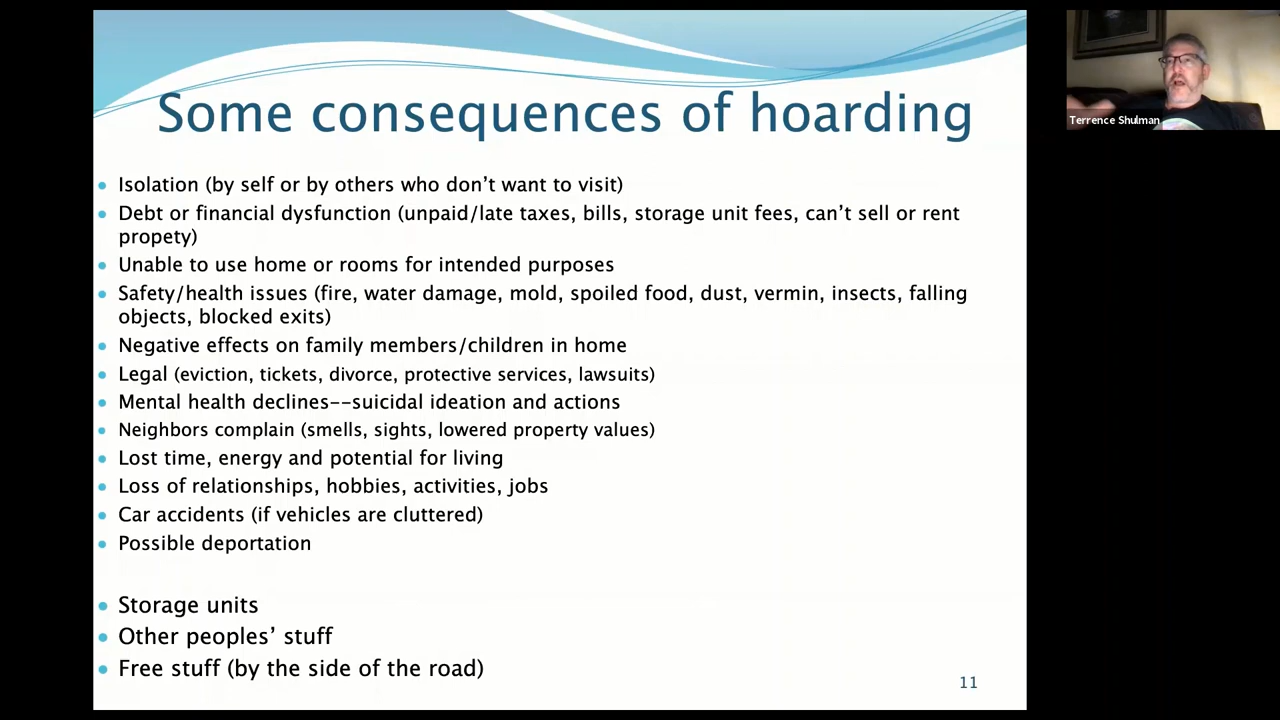 Some consequences of hoarding
• Isolation (by self or by others who don’t want to visit)
• Debt or financial dysfunction (unpaid/late taxes, bills, storage unit fees, can’t sell or rent
propety)
• Unable to use home or rooms for intended purposes
• Safety/health issues (fire, water damage, mold, spoiled food, dust, vermin, insects, falling
objects, blocked exits)
• Negative effects on family members/children in home
• Legal (eviction, tickets, divorce, protective services, lawsuits)
• Mental health declines--suicidal ideation and actions
• Neighbors complain (smells, sights, lowered property values)
• Lost time, energy and potential for living
• Loss of relationships, hobbies, activities, jobs
• Car accidents (if vehicles are cluttered)
• Possible deportation
• Storage units
• Other peoples’ stuff
• Free stuff (by the side of the road)
11
Terrence Shulman